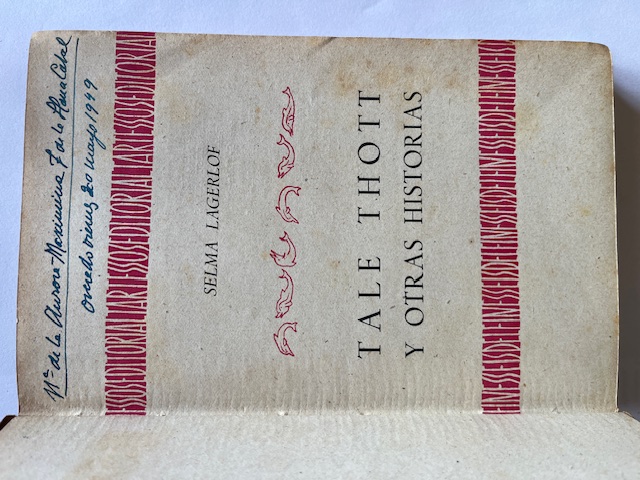 Mª de la Aurora-Maximina F de la Llana Cabal
oviedo viernes 20 mayo 1949
SELMA LAGERLOF
TALE THOTT
Y OTRAS HISTORIAS